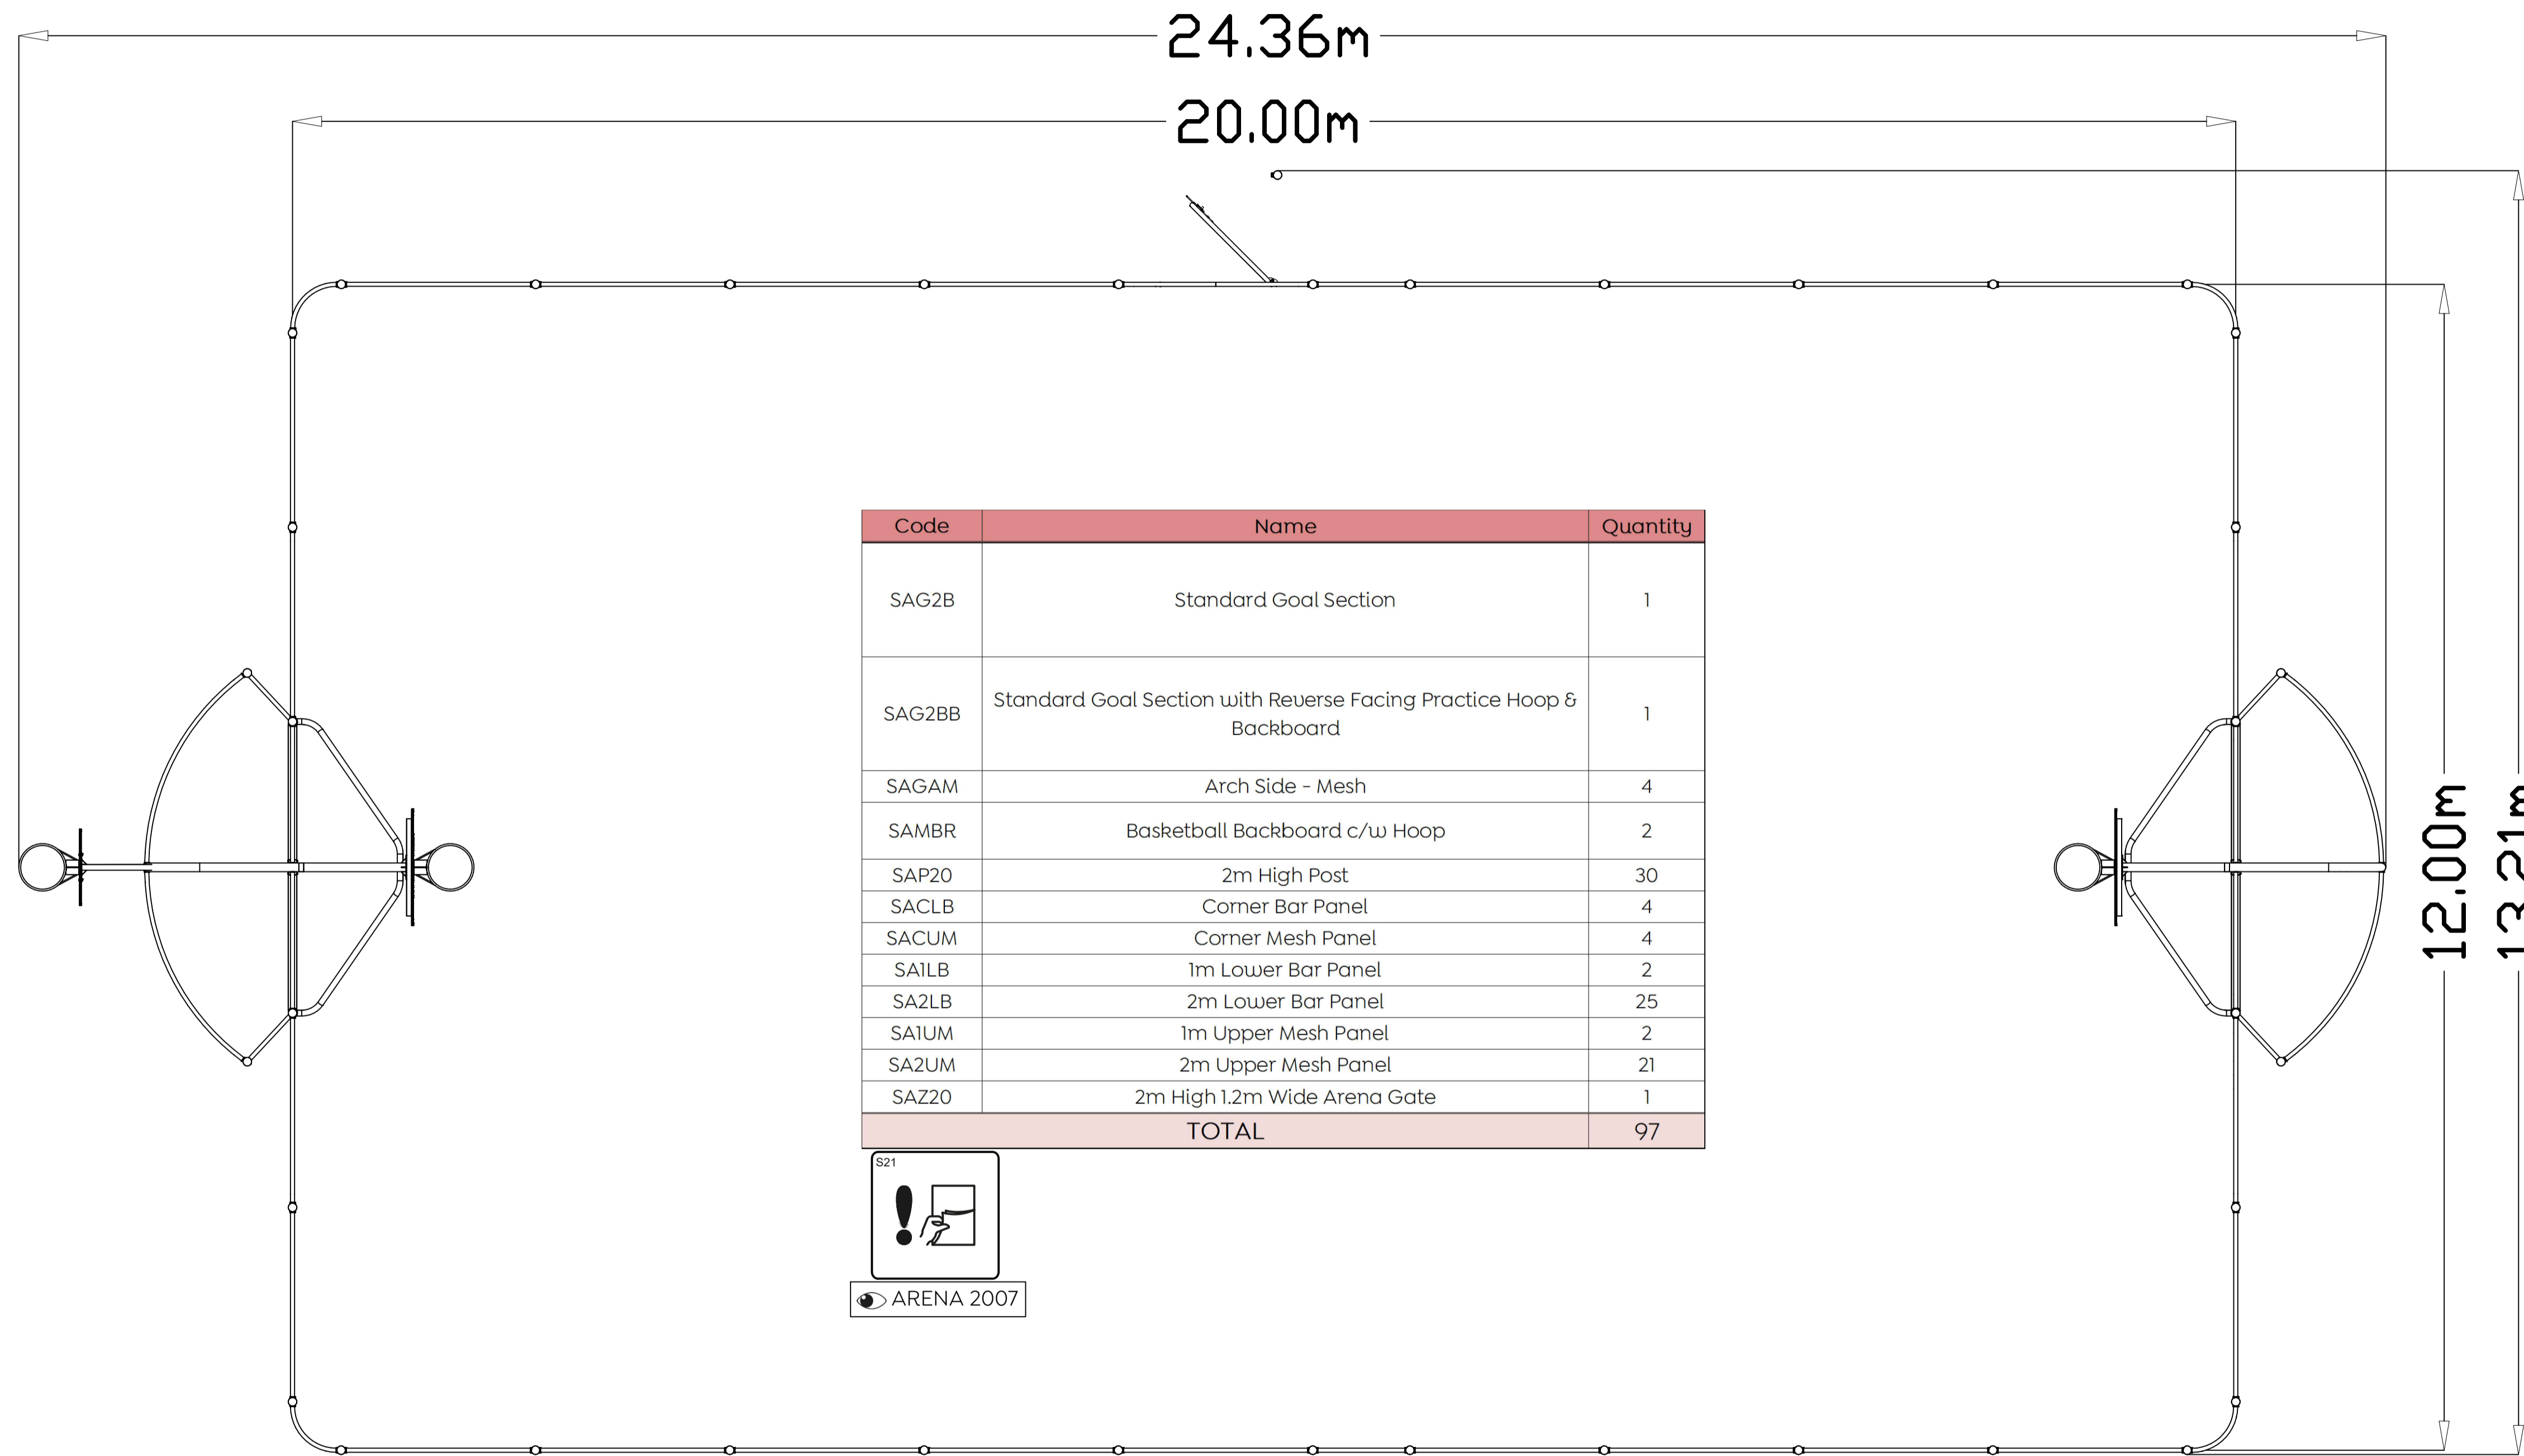 24.36m
20.00m
12.00m
13.21m
Code Name Quantity
SAG2B Standard Goal Section 1
SAG2BB Standard Goal Section with Reverse Facing Practice Hoop &
Backboard 1
SAGAM Arch Side - Mesh 4
SAMBR Basketball Backboard c/w Hoop 2
SAP20 2m High Post 30
SACLB Corner Bar Panel 4
SACUM Corner Mesh Panel 4
SA1LB 1m Lower Bar Panel 2
SA2LB 2m Lower Bar Panel 25
SA1UM 1m Upper Mesh Panel 2
SA2UM 2m Upper Mesh Panel 21
SAZ20 2m High 1.2m Wide Arena Gate 1
TOTAL 97
S21
ARENA 2007